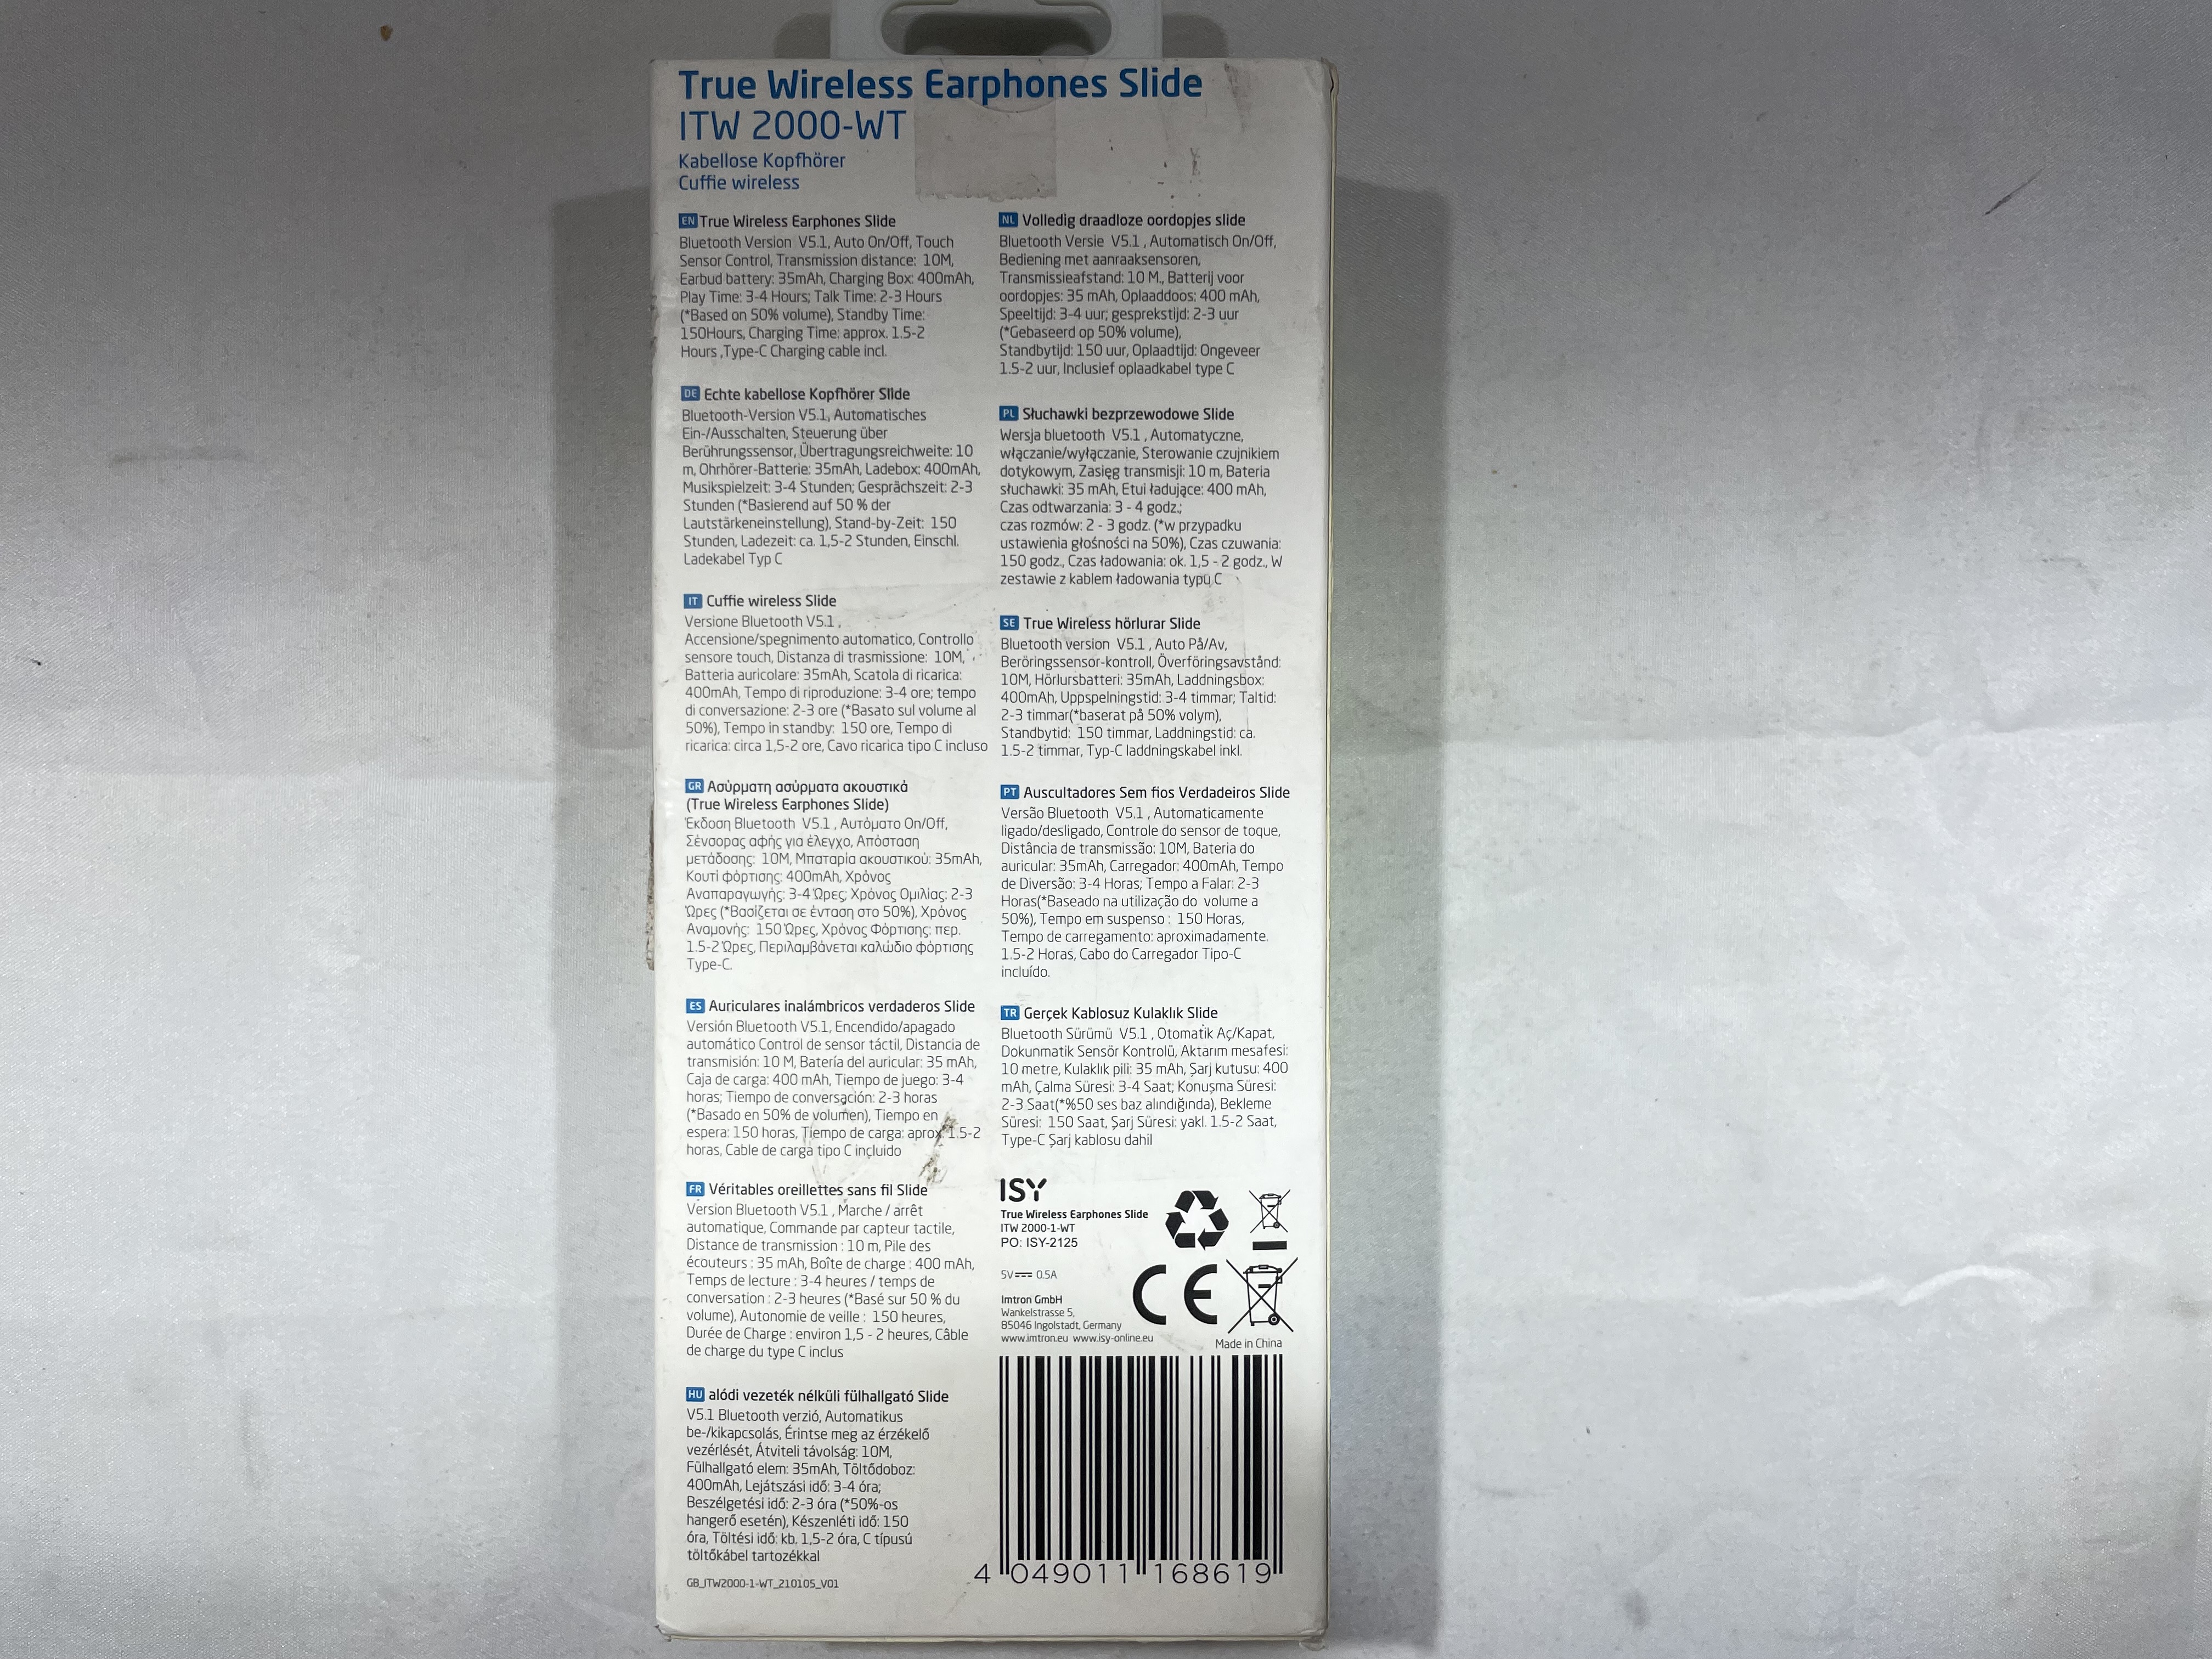 True Wireless Earphones Slide
ITW 2000-WT
Kabellose Kopfhörer
Cuffie wireless
EN True Wireless Earphones Slide
Bluetooth Version V5.1, Auto On/Off, Touch
Sensor Control, Transmission distance: 10M,
Earbud battery: 35mAh, Charging Box: 400mAh,
Play Time: 3-4 Hours; Talk Time: 2-3 Hours
(*Based on 50% volume), Standby Time:
150Hours, Charging Time: approx. 1.5-2
Hours ,Type-C Charging cable incl.
DE Echte kabellose Kopfhörer Slide
Bluetooth-Version V5.1, Automatisches
Ein-/Ausschalten, Steuerung über
Berührungssensor, Übertragungsreichweite: 10
m, Ohrhörer-Batterie: 35mAh, Ladebox: 400mAh,
Musikspielzeit: 3-4 Stunden; Gesprächszeit: 2-3
Stunden (*Basierend auf 50 % der
Lautstärkeneinstellung), Stand-by-Zeit: 150
Stunden, Ladezeit: ca. 1,5-2 Stunden, Einschl.
Ladekabel Typ C
IT Cuffie wireless Slide
Versione Bluetooth V5.1 ,
Accensione/spegnimento automatico, Controllo
sensore touch, Distanza di trasmissione: 10M,
Batteria auricolare: 35mAh, Scatola di ricarica:
400mAh, Tempo di riproduzione: 3-4 ore; tempo
di conversazione: 2-3 ore (*Basato sul volume al
50%), Tempo in standby: 150 ore, Tempo di
ricarica: circa 1,5-2 ore, Cavo ricarica tipo C incluso
GR Ασύρματη ασύρματα ακουστικά
(True Wireless Earphones Slide)
Έκδοση Bluetooth V5.1 , Αυτόματο On/Off,
Σένσορας αφής για έλεγχο, Απόσταση
μετάδοσης: 10M, Μπαταρία ακουστικού: 35mAh,
Κουτί φόρτισης: 400mAh, Χρόνος
Αναπαραγωγής: 3-4 Ώρες; Χρόνος Ομιλίας: 2-3
Ώρες (*Βασίζεται σε ένταση στο 50%), Χρόνος
Αναμονής: 150 Ώρες, Χρόνος Φόρτισης: περ.
1.5-2 Ώρες, Περιλαμβάνεται καλώδιο φόρτισης
Type-C.
ES Auriculares inalámbricos verdaderos Slide
Versión Bluetooth V5.1, Encendido/apagado
automático Control de sensor táctil, Distancia de
transmisión: 10 M, Batería del auricular: 35 mAh,
Caja de carga: 400 mAh, Tiempo de juego: 3-4
horas; Tiempo de conversación: 2-3 horas
(*Basado en 50% de volumen), Tiempo en
espera: 150 horas, Tiempo de carga: aprox. 1.5-2
horas, Cable de carga tipo C incluido
FR Véritables oreillettes sans fil Slide
Version Bluetooth V5.1 , Marche / arrêt
automatique, Commande par capteur tactile,
Distance de transmission : 10 m, Pile des
écouteurs : 35 mAh, Boîte de charge : 400 mAh,
Temps de lecture : 3-4 heures / temps de
conversation : 2-3 heures (*Basé sur 50 % du
volume), Autonomie de veille : 150 heures,
Durée de Charge : environ 1,5 - 2 heures, Câble
de charge du type C inclus
HU alódi vezeték nélküli fülhallgató Slide
V5.1 Bluetooth verzió, Automatikus
be-/kikapcsolás, Érintse meg az érzékelő
vezérlését, Átviteli távolság: 10M,
Fülhallgató elem: 35mAh, Töltődoboz:
400mAh, Lejátszási idő: 3-4 óra;
Beszélgetési idő: 2-3 óra (*50%-os
hangerő esetén), Készenléti idő: 150
óra, Töltési idő: kb. 1,5-2 óra, C típusú
töltőkábel tartozékkal
GB_ITW2000-1-WT_210105_V01
NL Volledig draadloze oordopjes slide
Bluetooth Versie V5.1 , Automatisch On/Off,
Bediening met aanraaksensoren,
Transmissieafstand: 10 M., Batterij voor
oordopjes: 35 mAh, Oplaaddoos: 400 mAh,
Speeltijd: 3-4 uur; gesprekstijd: 2-3 uur
(*Gebaseerd op 50% volume),
Standbytijd: 150 uur, Oplaadtijd: Ongeveer
1.5-2 uur, Inclusief oplaadkabel type C
PL Słuchawki bezprzewodowe Slide
Wersja bluetooth V5.1 , Automatyczne,
włączanie/wyłączanie, Sterowanie czujnikiem
dotykowym, Zasięg transmisji: 10 m, Bateria
słuchawki: 35 mAh, Etui ładujące: 400 mAh,
Czas odtwarzania: 3 - 4 godz.;
czas rozmów: 2 - 3 godz. (*w przypadku
ustawienia głośności na 50%), Czas czuwania:
150 godz., Czas ładowania: ok. 1,5 - 2 godz., W
zestawie z kablem ładowania typu C
SE True Wireless hörlurar Slide
Bluetooth version V5.1 , Auto På/Av,
Beröringssensor-kontroll, Överföringsavstånd:
10M, Hörlursbatteri: 35mAh, Laddningsbox:
400mAh, Uppspelningstid: 3-4 timmar; Taltid:
2-3 timmar(*baserat på 50% volym),
Standbytid: 150 timmar, Laddningstid: ca.
1.5-2 timmar, Typ-C laddningskabel inkl.
PT Auscultadores Sem fios Verdadeiros Slide
Versão Bluetooth V5.1 , Automaticamente
ligado/desligado, Controle do sensor de toque,
Distância de transmissão: 10M, Bateria do
auricular: 35mAh, Carregador: 400mAh, Tempo
de Diversão: 3-4 Horas; Tempo a Falar: 2-3
Horas(*Baseado na utilização do volume a
50%), Tempo em suspenso : 150 Horas,
Tempo de carregamento: aproximadamente.
1.5-2 Horas, Cabo do Carregador Tipo-C
incluído.
TR Gerçek Kablosuz Kulaklık Slide
Bluetooth Sürümü V5.1 , Otomatik Aç/Kapat,
Dokunmatik Sensör Kontrolü, Aktarım mesafesi:
10 metre, Kulaklık pili: 35 mAh, Şarj kutusu: 400
mAh, Çalma Süresi: 3-4 Saat; Konuşma Süresi:
2-3 Saat(*%50 ses baz alındığında), Bekleme
Süresi: 150 Saat, Şarj Süresi: yakl. 1.5-2 Saat,
Type-C Şarj kablosu dahil
ISY
True Wireless Earphones Slide
ITW 2000-1-WT
PO: ISY-2125
5V 0.5A
CE
Imtron GmbH
Wankelstrasse 5,
85046 Ingolstadt, Germany
www.imtron.eu www.isy-online.eu
Made in China
4 049011 168619